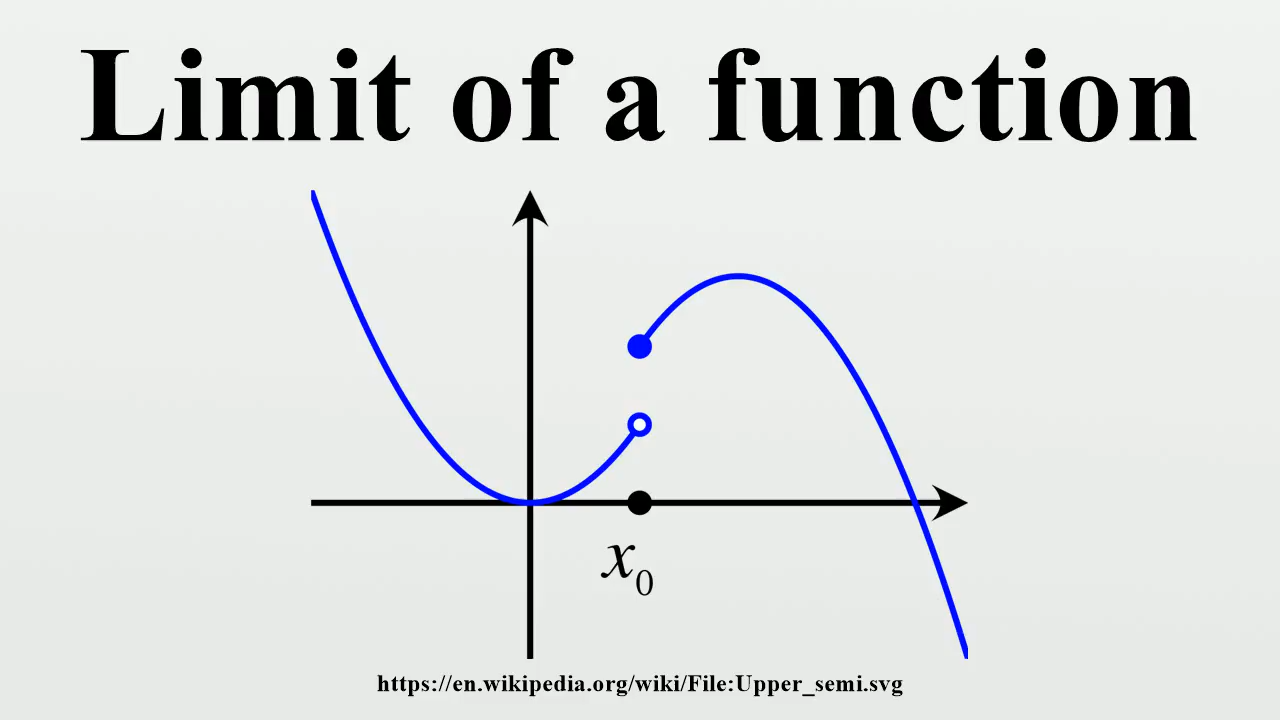 Limit of a function
x₀
https://en.wikipedia.org/wiki/File:Upper_semi.svg